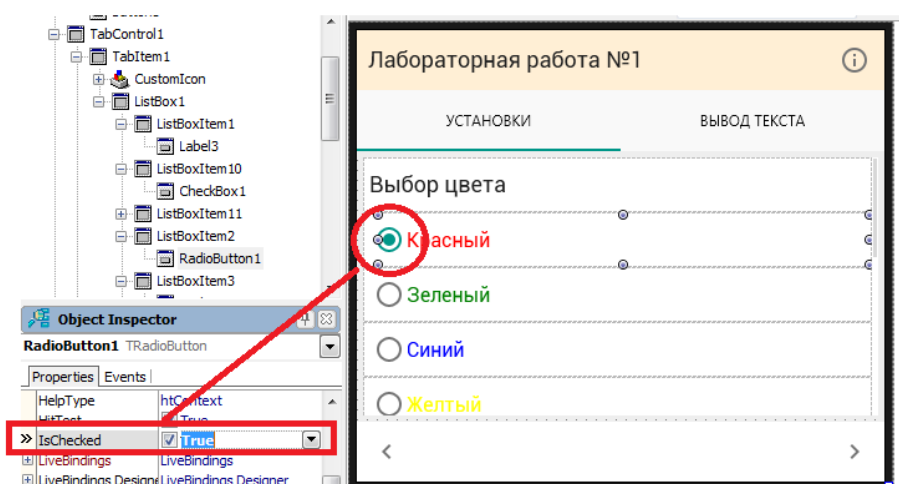 TabControl1
TabItem1
CustomIcon
ListBox1
ListBoxItem1
Label3
ListBoxItem10
CheckBox1
ListBoxItem11
ListBoxItem2
RadioButton1
ListBoxItem3
Object Inspector
RadioButton1 TRadioButton
Properties Events
HelpType htContext
HitTest True
IsChecked True
LiveBindings LiveBindings
LiveBindings Designer
Лабораторная работа №1
УСТАНОВКИ ВЫВОД ТЕКСТА
Выбор цвета
Красный
Зеленый
Синий
Желтый